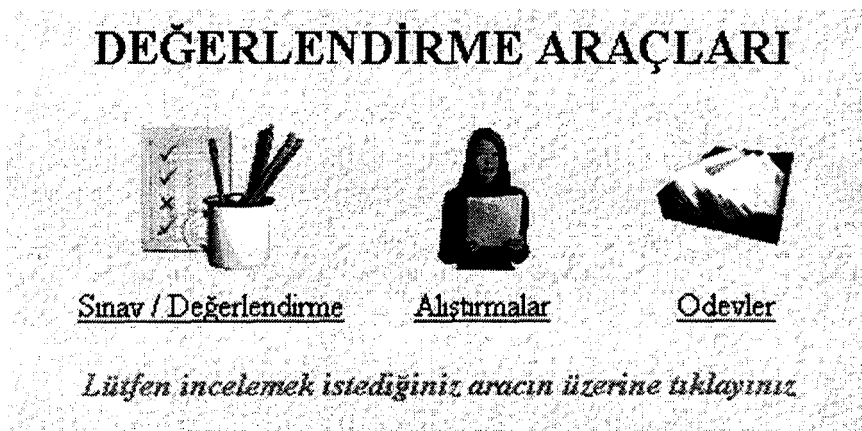 DEĞERLENDİRME ARAÇLARI
Sınav / Değerlendirme Alıştırmalar Ödevler
Lütfen incelemek istediğiniz aracın üzerine tıklayınız